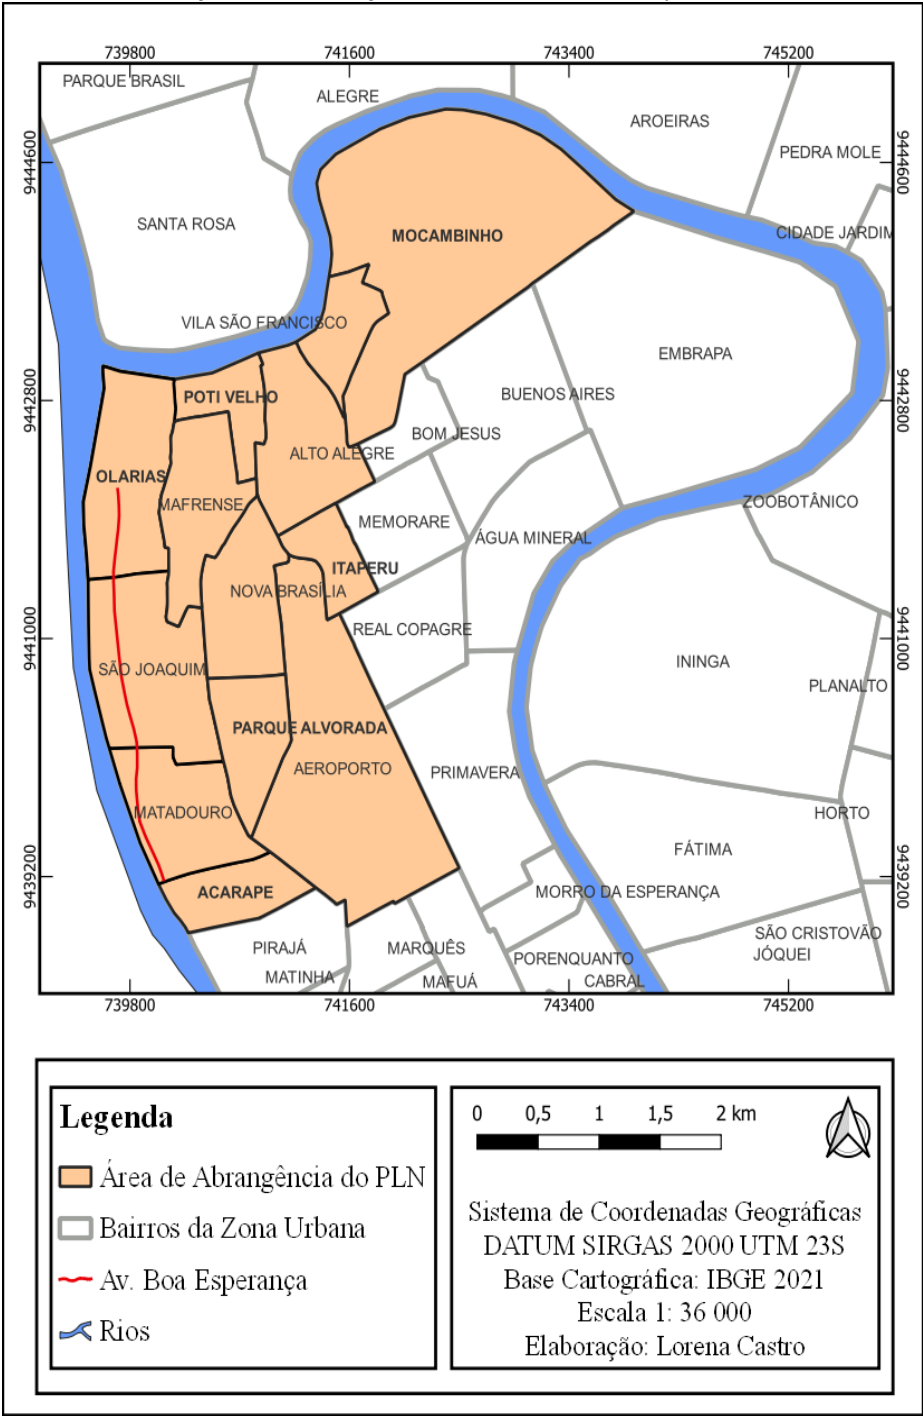 739800 741600 743400 745200
PARQUE BRASIL
ALEGRE
AROEIRAS
PEDRA MOLE
9444600
9444600
SANTA ROSA
MOCAMBINHO
CIDADE JARDIM
VILA SÃO FRANCISCO
EMBRAPA
9442800
9442800
POTI VELHO
BUENOS AIRES
BOM JESUS
ALTO ALEGRE
OLARIAS
MAFRENSE
ZOOBOTÂNICO
MEMORARE
ÁGUA MINERAL
ITAPERU
NOVA BRASÍLIA
REAL COPAGRE
9441000
9441000
SÃO JOAQUIM
ININGA
PLANALTO
PARQUE ALVORADA
AEROPORTO
PRIMAVERA
MATADOURO
HORTO
FÁTIMA
9439200
9439200
ACARAPE
MORRO DA ESPERANÇA
SÃO CRISTOVÃO
JÓQUEI
PIRAJÁ
MARQUÊS
PORENQUANTO
MATINHA
MAFUÁ
CABRAL
739800 741600 743400 745200
Legenda
Área de Abrangência do PLN
Bairros da Zona Urbana
Av. Boa Esperança
Rios
0 0,5 1 1,5 2 km
Sistema de Coordenadas Geográficas
DATUM SIRGAS 2000 UTM 23S
Base Cartográfica: IBGE 2021
Escala 1: 36 000
Elaboração: Lorena Castro